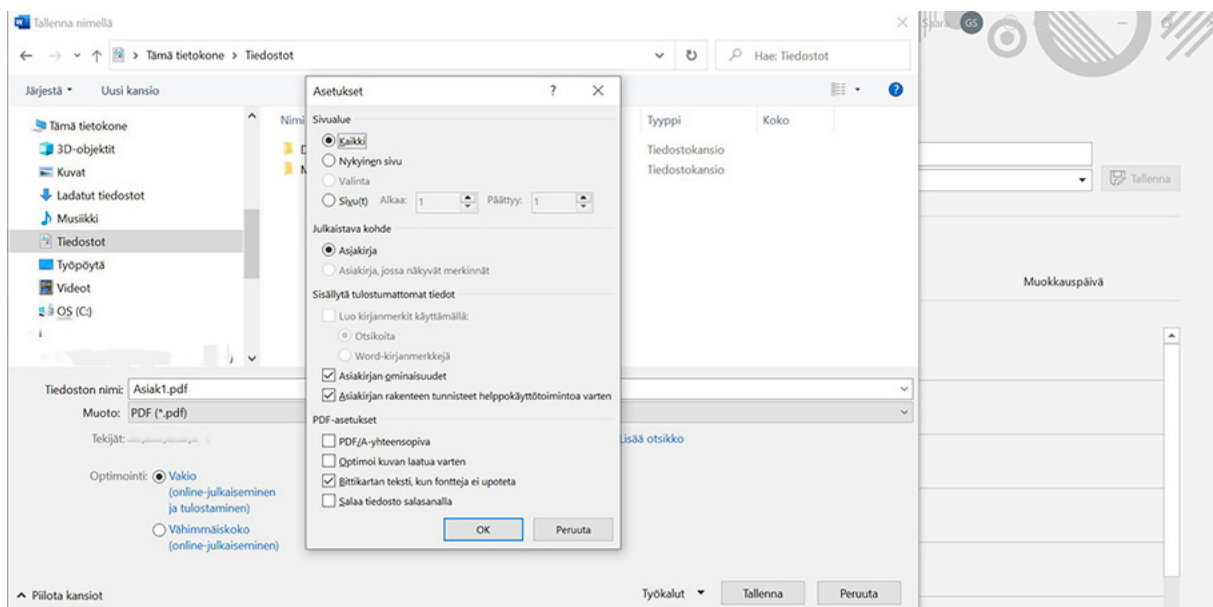 Tallenna nimellä
Saara GS
Tämä tietokone > Tiedostot
Hae: Tiedostot
Järjestä
Uusi kansio
Tämä tietokone
3D-objektit
Kuvat
Ladatut tiedostot
Musiikki
Tiedostot
Työpöytä
Videot
OS (C:)
Nimi
Tyyppi
Koko
Tiedostokansio
Tiedostokansio
Asetukset
Sivualue
Kaikki
Nykyinen sivu
Valinta
Sivu(t) Alkaa: 1 Päättyy: 1
Julkaistava kohde
Asiakirja
Asiakirja, jossa näkyvät merkinnät
Sisällytä tulostumattomat tiedot
Luo kirjanmerkit käyttämällä:
Otsikoita
Word-kirjanmerkkejä
Asiakirjan ominaisuudet
Asiakirjan rakenteen tunnisteet helppokäyttötoimintoa varten
PDF-asetukset
PDF/A-yhteensopiva
Optimoi kuvan laatua varten
Bittikartan teksti, kun fontteja ei upoteta
Salaa tiedosto salasanalla
OK
Peruuta
Tallenna
Muokkauspäivä
Tiedoston nimi: Asiak1.pdf
Muoto: PDF (*.pdf)
Tekijät:
Lisää otsikko
Optimointi: Vakio
(online-julkaiseminen
ja tulostaminen)
Vähimmäiskoko
(online-julkaiseminen)
Piilota kansiot
Työkalut
Tallenna
Peruuta